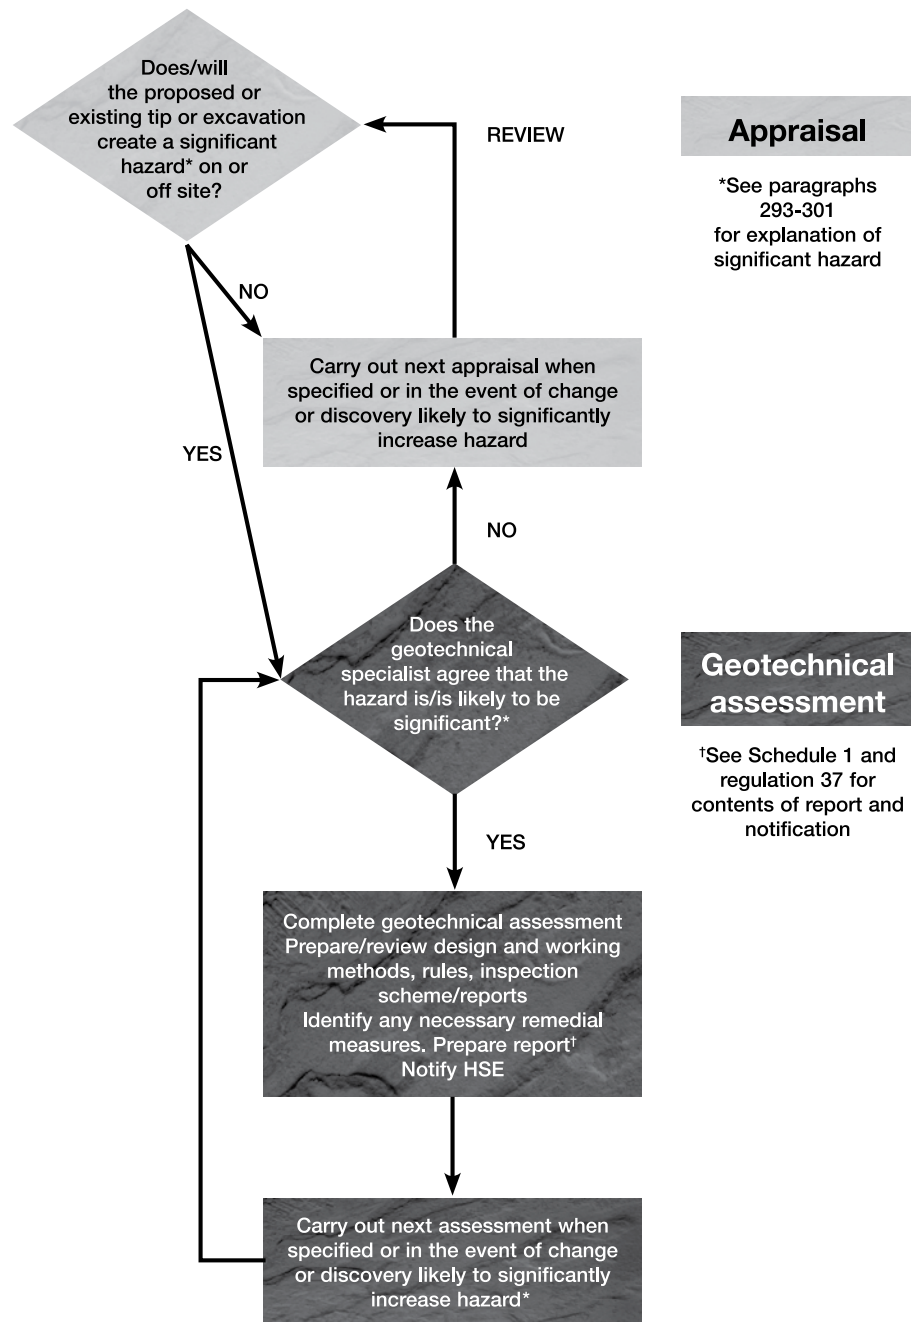 Does/will
the proposed or
existing tip or excavation
create a significant
hazard* on or
off site?
REVIEW
Appraisal
*See paragraphs
293-301
for explanation of
significant hazard
NO
Carry out next appraisal when
specified or in the event of change
or discovery likely to significantly
increase hazard
YES
NO
Does the
geotechnical
specialist agree that the
hazard is/is likely to be
significant?*
Geotechnical
assessment
†See Schedule 1 and
regulation 37 for
contents of report and
notification
YES
Complete geotechnical assessment
Prepare/review design and working
methods, rules, inspection
scheme/reports
Identify any necessary remedial
measures. Prepare report†
Notify HSE
Carry out next assessment when
specified or in the event of change
or discovery likely to significantly
increase hazard*